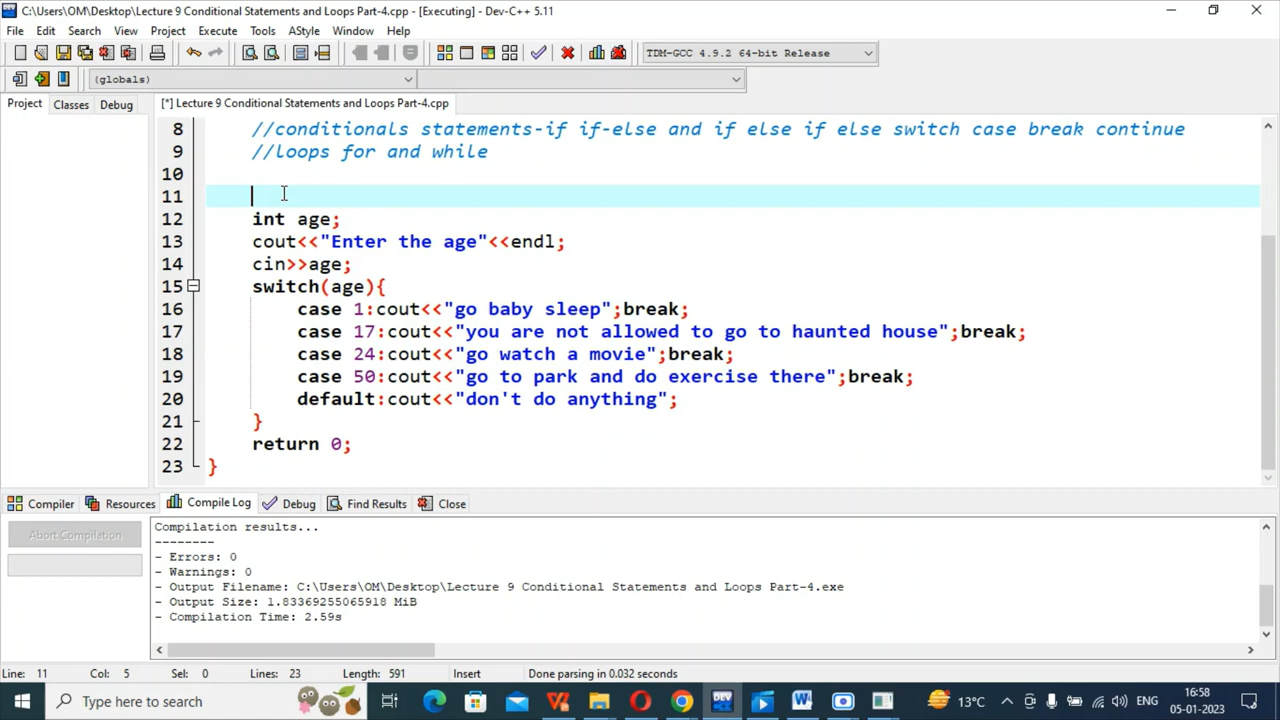 C:\Users\OM\Desktop\Lecture 9 Conditional Statements and Loops Part-4.cpp - [Executing] - Dev-C++ 5.11
File Edit Search View Project Execute Tools AStyle Window Help
TDM-GCC 4.9.2 64-bit Release
(globals)
Project Classes Debug
[*] Lecture 9 Conditional Statements and Loops Part-4.cpp
8 //conditionals statements-if if-else and if else if else switch case break continue
9 //loops for and while
10
11
12 int age;
13 cout<<"Enter the age"<<endl;
14 cin>>age;
15 switch(age){
16 case 1:cout<<"go baby sleep";break;
17 case 17:cout<<"you are not allowed to go to haunted house";break;
18 case 24:cout<<"go watch a movie";break;
19 case 50:cout<<"go to park and do exercise there";break;
20 default:cout<<"don't do anything";
21 }
22 return 0;
23 }
Compiler Resources Compile Log Debug Find Results Close
Abort Compilation
Compilation results...
--------
- Errors: 0
- Warnings: 0
- Output Filename: C:\Users\OM\Desktop\Lecture 9 Conditional Statements and Loops Part-4.exe
- Output Size: 1.83369255065918 MiB
- Compilation Time: 2.59s
Line: 11 Col: 5 Sel: 0 Lines: 23 Length: 591 Insert Done parsing in 0.032 seconds
Type here to search
DEV
13°C
ENG
16:58
05-01-2023